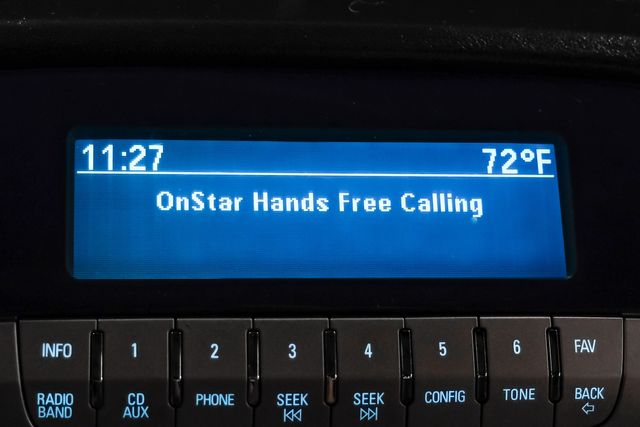 11:27 72°F
OnStar Hands Free Calling
INFO 1 2 3 4 5 6 FAV
RADIO BAND CD AUX PHONE SEEK SEEK CONFIG TONE BACK